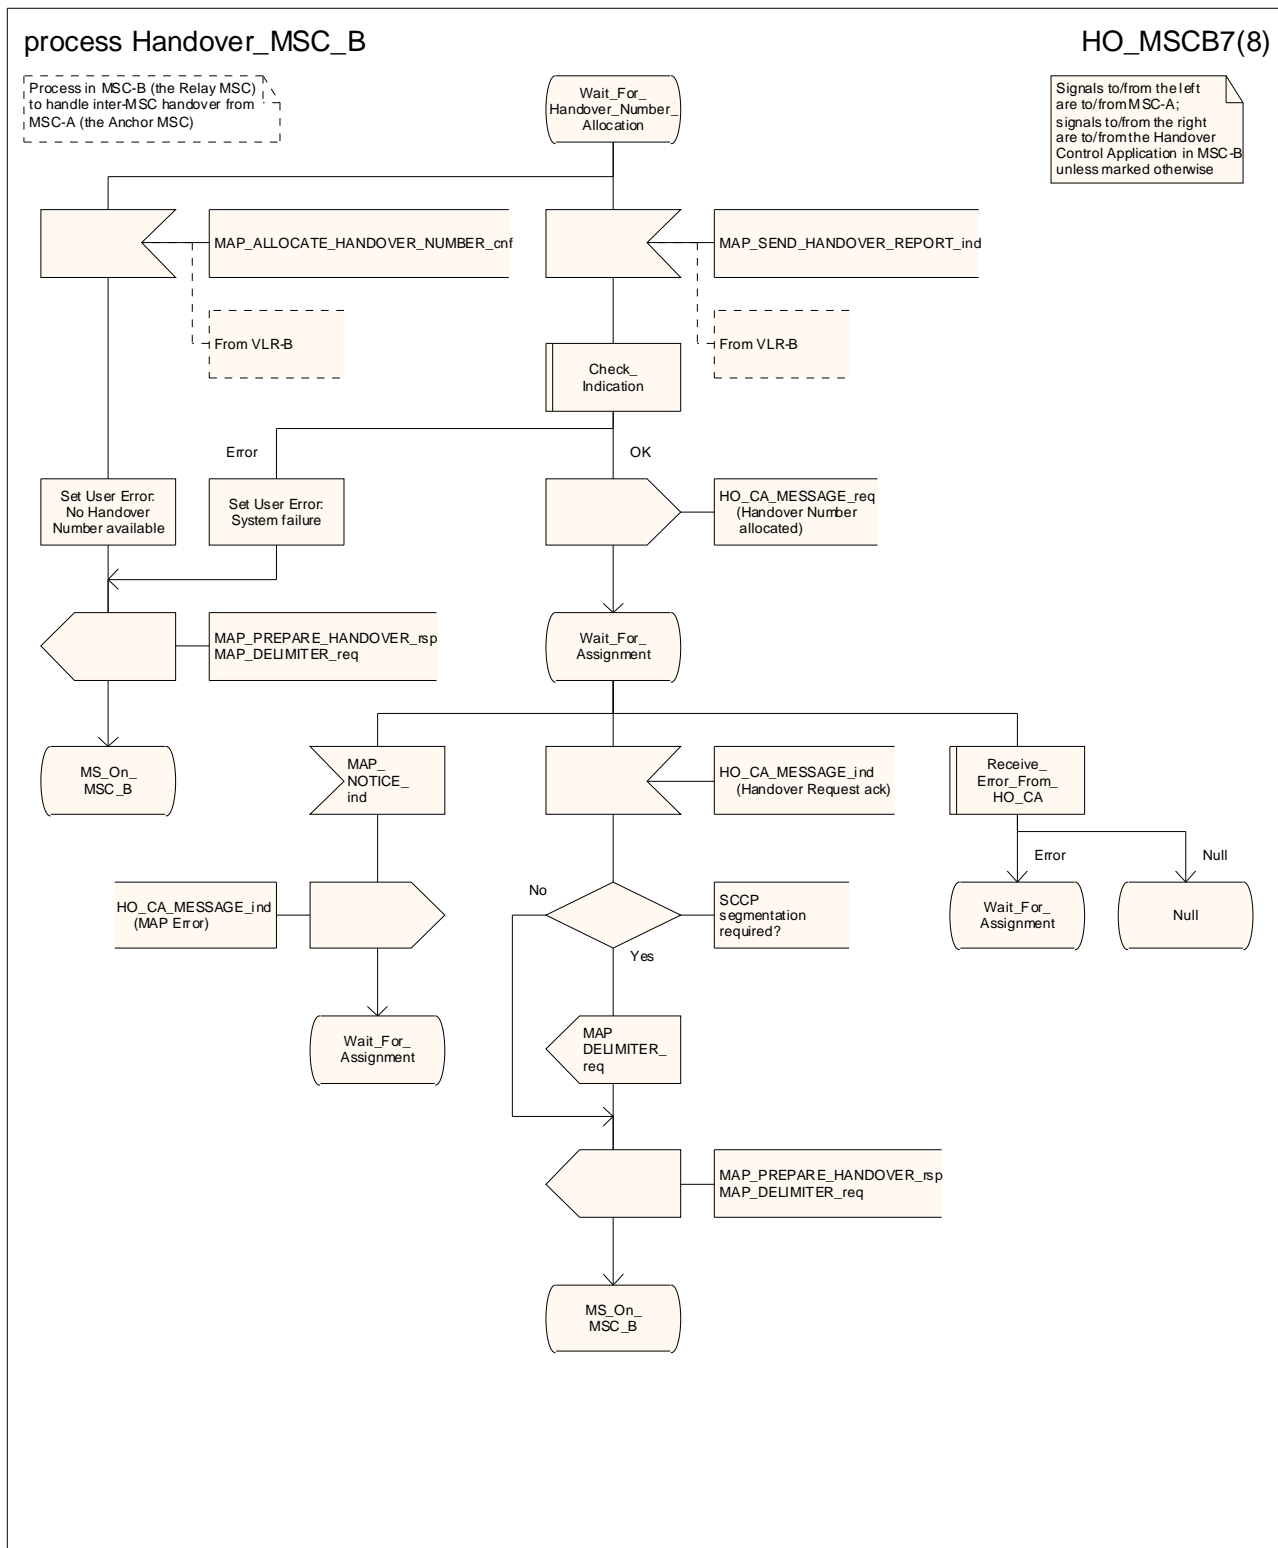 process Handover_MSC_B
HO_MSCB7(8)
Process in MSC-B (the Relay MSC)
to handle inter-MSC handover from
MSC-A (the Anchor MSC)
Wait_For_
Handover_Number_
Allocation
Signals to/from the left
are to/from MSC-A;
signals to/from the right
are to/from the Handover
Control Application in MSC-B
unless marked otherwise
MAP_ALLOCATE_HANDOVER_NUMBER_cnf
MAP_SEND_HANDOVER_REPORT_ind
From VLR-B
From VLR-B
Check_
Indication
Error
OK
Set User Error:
No Handover
Number available
Set User Error:
System failure
HO_CA_MESSAGE_req
(Handover Number
allocated)
MAP_PREPARE_HANDOVER_rsp
MAP_DELIMITER_req
Wait_For_
Assignment
MS_On_
MSC_B
MAP_
NOTICE_
ind
HO_CA_MESSAGE_ind
(Handover Request ack)
Receive_
Error_From_
HO_CA
Error
Null
HO_CA_MESSAGE_ind
(MAP Error)
No
Yes
SCCP
segmentation
required?
Wait_For_
Assignment
Null
Wait_For_
Assignment
MAP
DELIMITER_
req
MAP_PREPARE_HANDOVER_rsp
MAP_DELIMITER_req
MS_On_
MSC_B